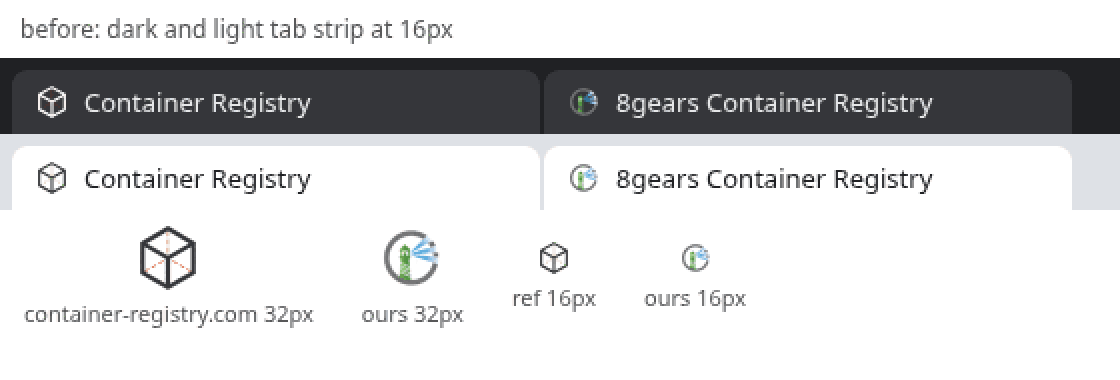 before: dark and light tab strip at 16px
Container Registry
8gears Container Registry
Container Registry
8gears Container Registry
container-registry.com 32px
ours 32px
ref 16px
ours 16px